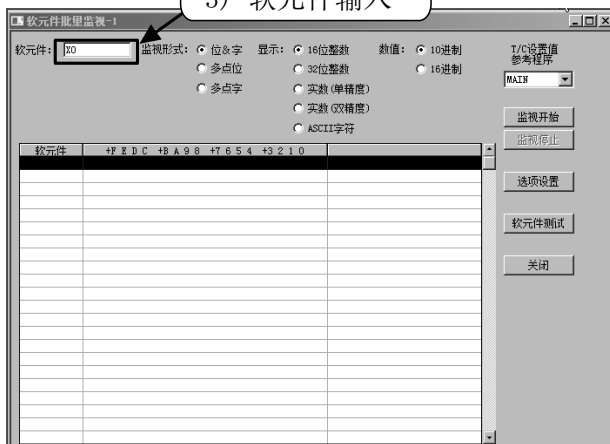 3) 软元件输入
软元件批里监视-1
软元件: X0 监视形式: 位&字 显示: 16位整数 数值: 10进制 T/C设置值
参考程序
多点位 32位整数 16进制
多点字 实数(单精度) MAIN
实数(双精度)
ASCII字符
监视开始
监视停止
软元件 +F E D C +B A 9 8 +7 6 5 4 +3 2 1 0
选项设置
软元件测试
关闭